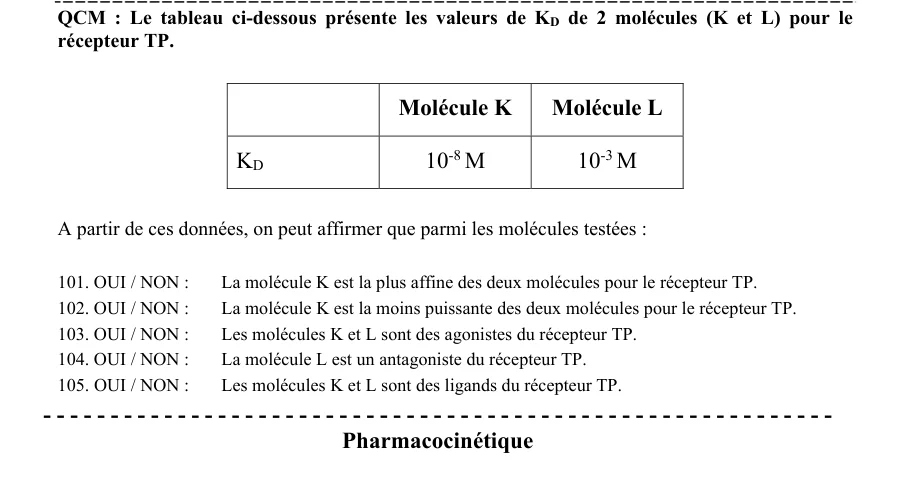 QCM : Le tableau ci-dessous présente les valeurs de KD de 2 molécules (K et L) pour le
récepteur TP.
Molécule K Molécule L
KD 10-8 M 10-3 M
A partir de ces données, on peut affirmer que parmi les molécules testées :
101. OUI / NON : La molécule K est la plus affine des deux molécules pour le récepteur TP.
102. OUI / NON : La molécule K est la moins puissante des deux molécules pour le récepteur TP.
103. OUI / NON : Les molécules K et L sont des agonistes du récepteur TP.
104. OUI / NON : La molécule L est un antagoniste du récepteur TP.
105. OUI / NON : Les molécules K et L sont des ligands du récepteur TP.
Pharmacocinétique